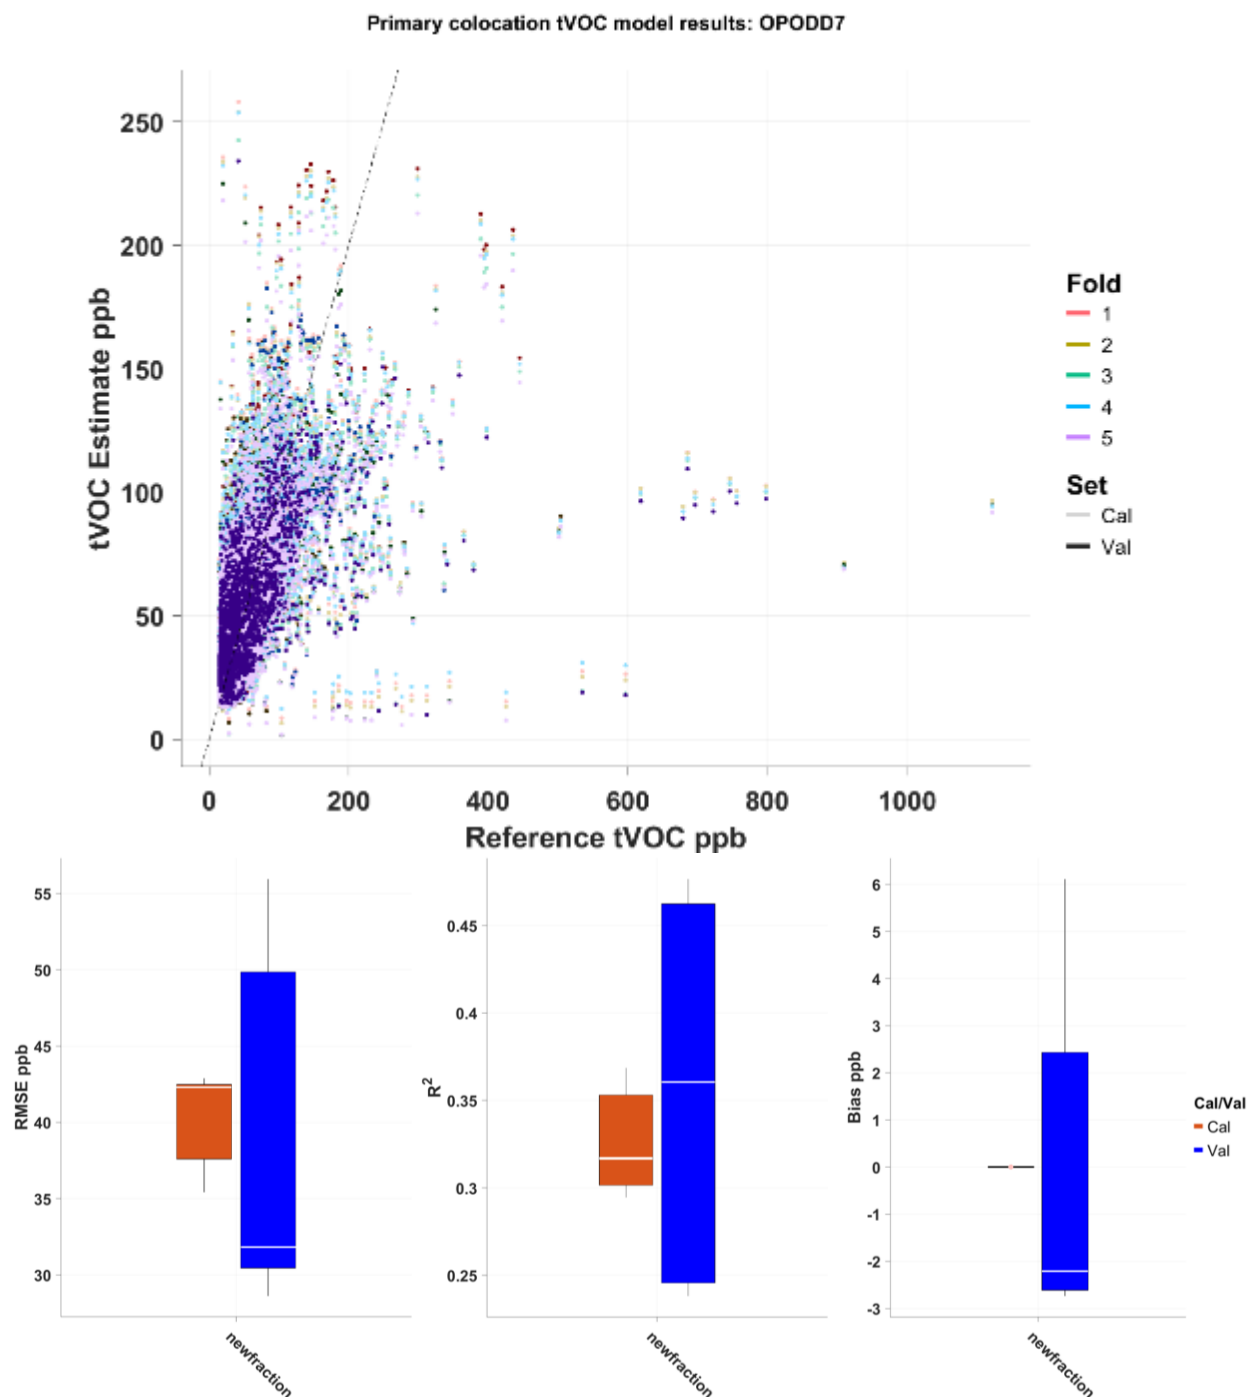 Primary colocation tVOC model results: OPODD7
tVOC Estimate ppb
250
200
150
100
50
0
0 200 400 600 800 1000
Reference tVOC ppb
Fold
1
2
3
4
5
Set
Cal
Val
RMSE ppb
55
50
45
40
35
30
newfraction
R²
0.45
0.4
0.35
0.3
0.25
newfraction
Bias ppb
6
5
4
3
2
1
0
-1
-2
-3
newfraction
Cal/Val
Cal
Val